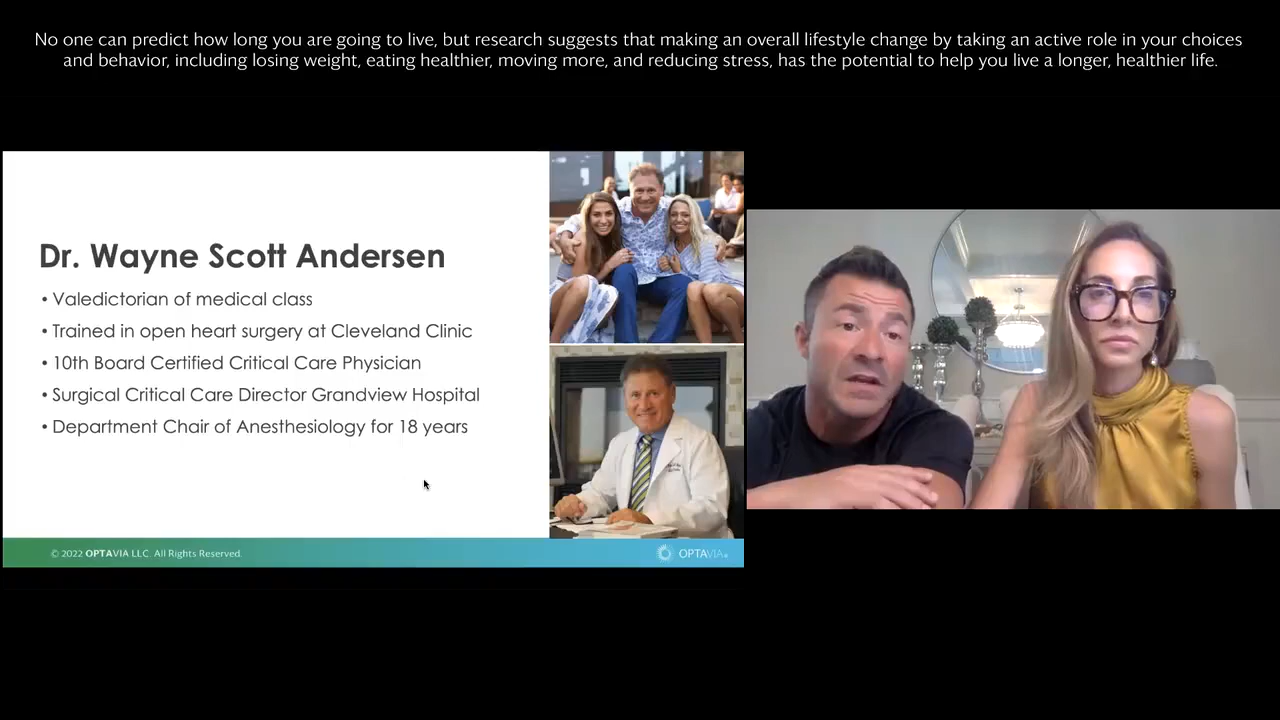 No one can predict how long you are going to live, but research suggests that making an overall lifestyle change by taking an active role in your choices
and behavior, including losing weight, eating healthier, moving more, and reducing stress, has the potential to help you live a longer, healthier life.
Dr. Wayne Scott Andersen
• Valedictorian of medical class
• Trained in open heart surgery at Cleveland Clinic
• 10th Board Certified Critical Care Physician
• Surgical Critical Care Director Grandview Hospital
• Department Chair of Anesthesiology for 18 years
© 2022 OPTAVIA LLC. All Rights Reserved.
OPTAVIA®